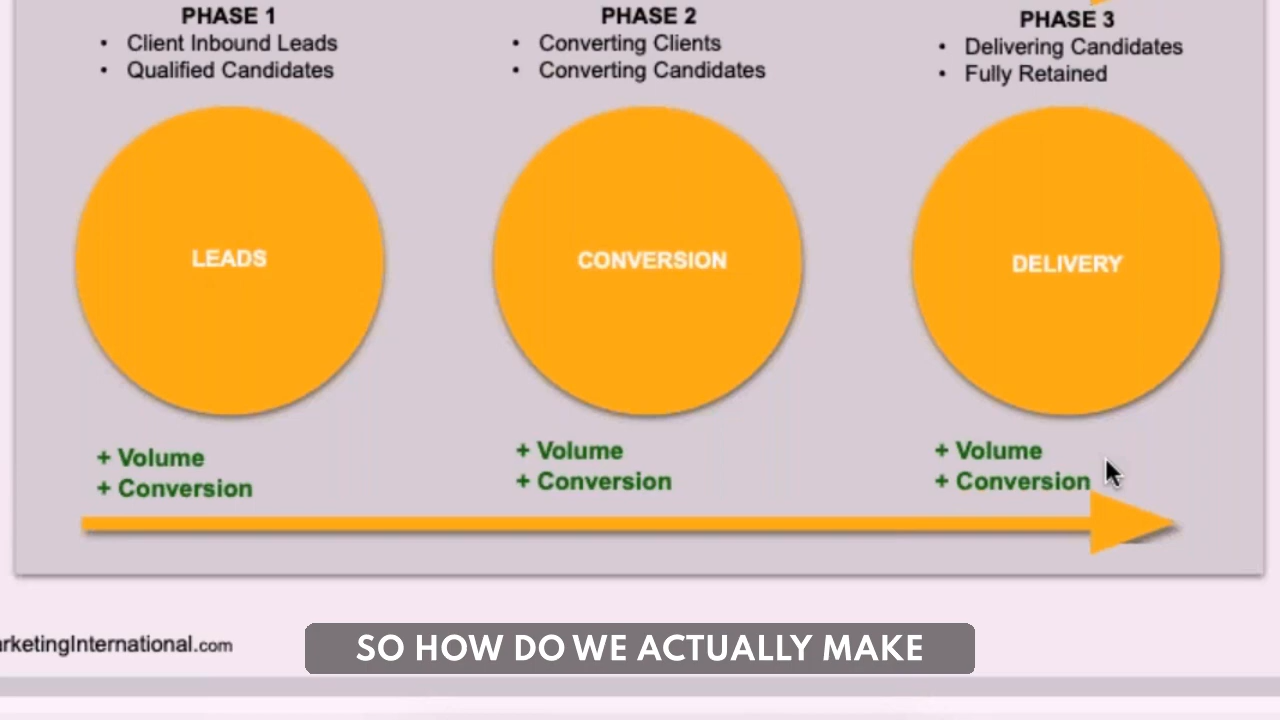 PHASE 1
• Client Inbound Leads
• Qualified Candidates
PHASE 2
• Converting Clients
• Converting Candidates
PHASE 3
• Delivering Candidates
• Fully Retained
LEADS
CONVERSION
DELIVERY
+ Volume
+ Conversion
+ Volume
+ Conversion
+ Volume
+ Conversion
rketingInternational.com
SO HOW DO WE ACTUALLY MAKE